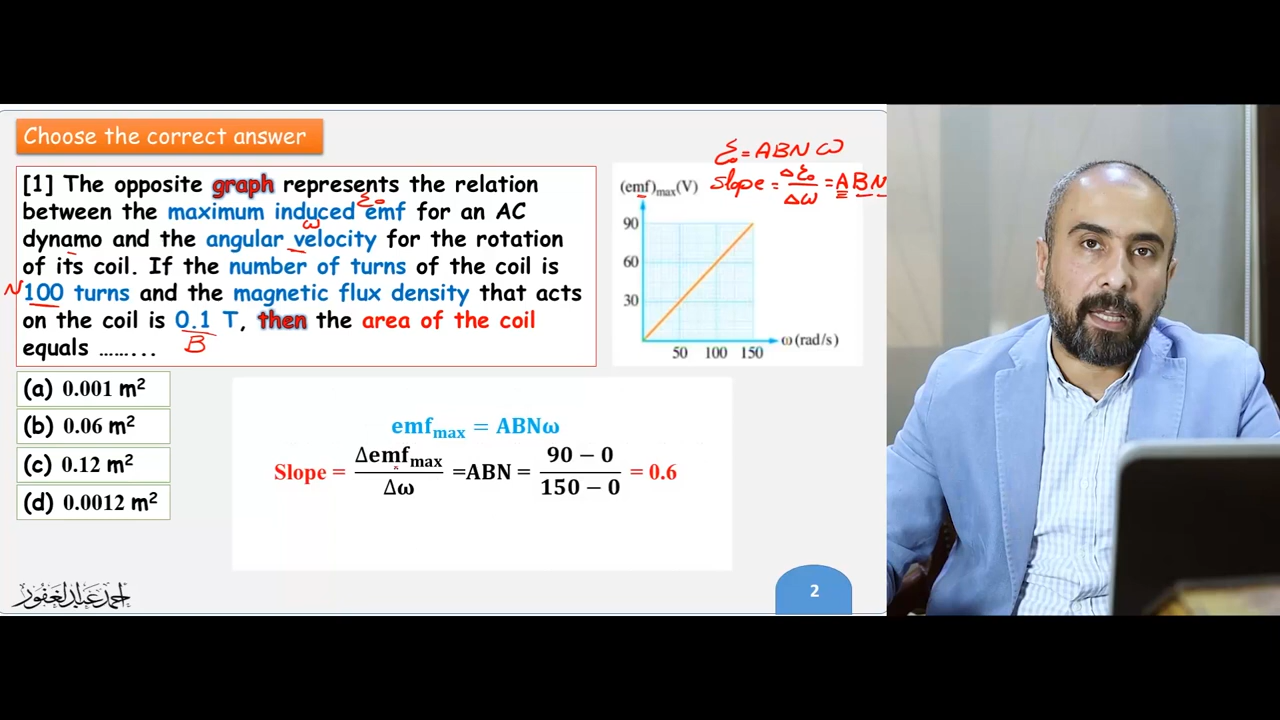 Choose the correct answer
[1] The opposite graph represents the relation
between the maximum induced emf for an AC
dynamo and the angular velocity for the rotation
of its coil. If the number of turns of the coil is
100 turns and the magnetic flux density that acts
on the coil is 0.1 T, then the area of the coil
equals ……...
ξ₀
ω
N
B
ξ₀ = ABN ω
slope = Δξ₀/Δω = ABN
(emf)max(V)
90
60
30
50 100 150
ω(rad/s)
(a) 0.001 m²
(b) 0.06 m²
(c) 0.12 m²
(d) 0.0012 m²
emfmax = ABNω
Slope = Δemfmax/Δω =ABN = 90 − 0/150 − 0 = 0.6
احمد عبد الغفور
2